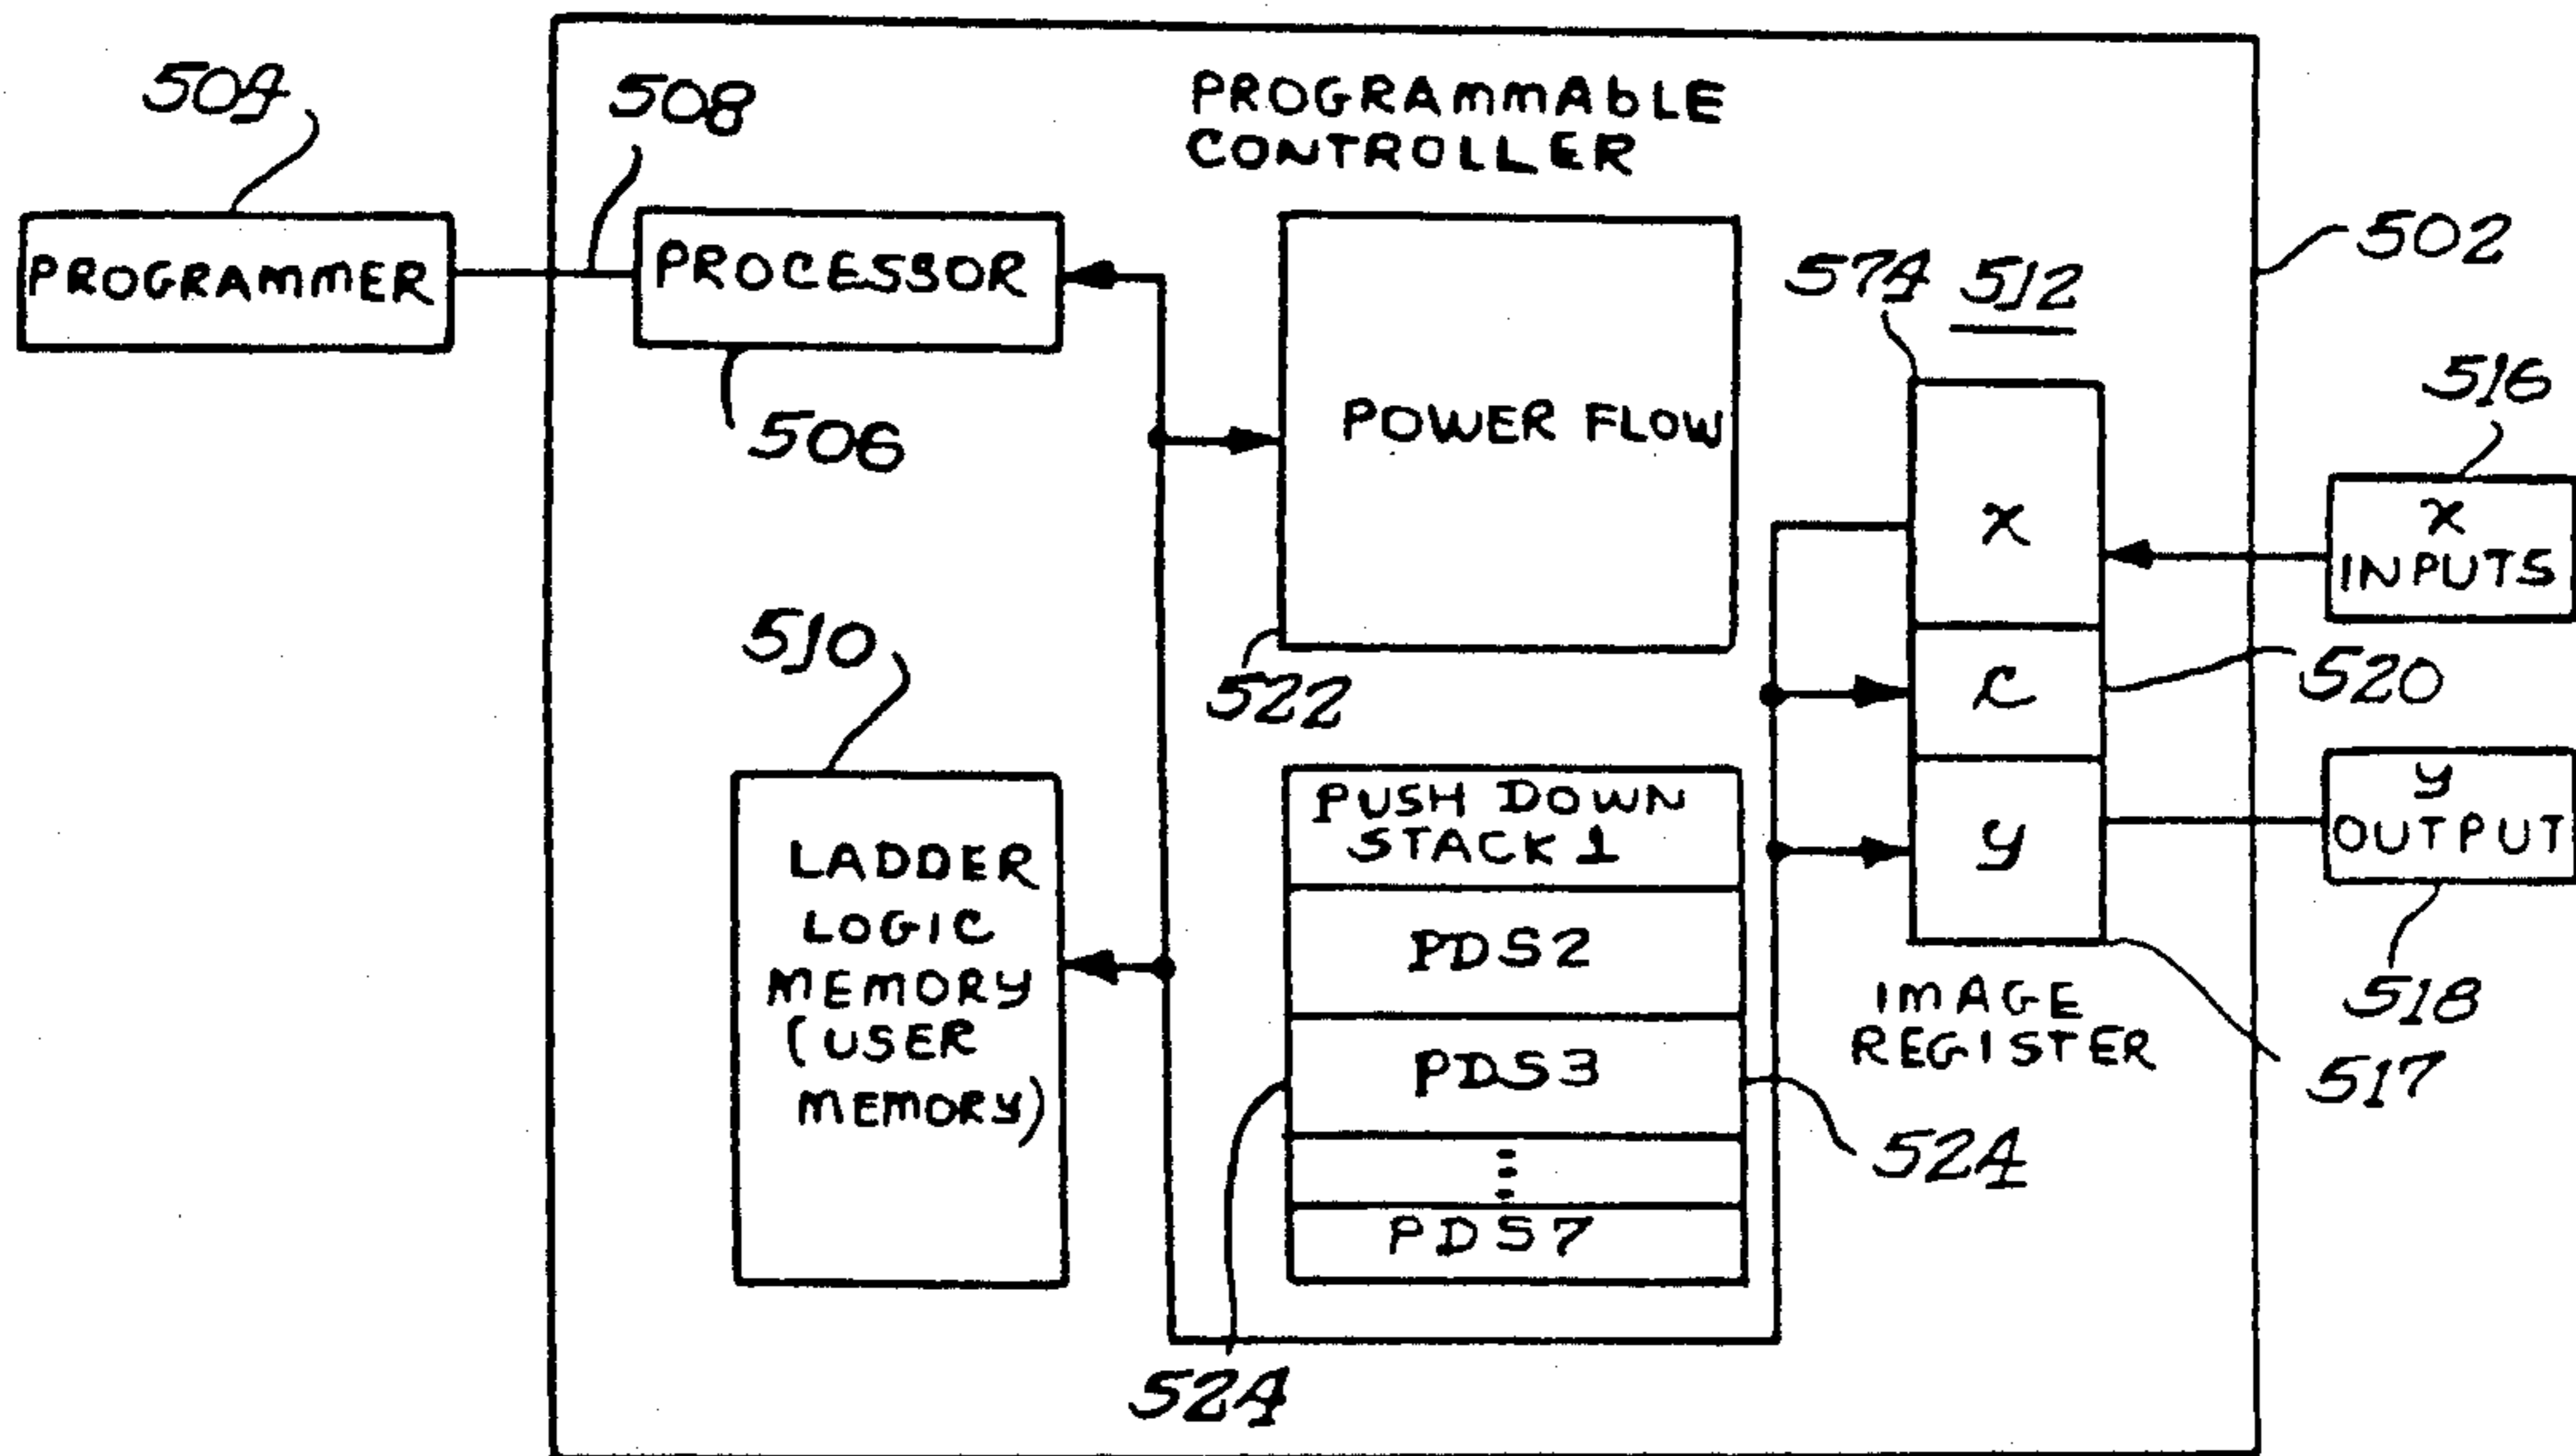 PROGRAMMABLE
CONTROLLER
504
508
PROGRAMMER
PROCESSOR
506
POWER FLOW
522
574 512
502
X
C
Y
516
X
INPUTS
520
Y
OUTPUT
518
IMAGE
REGISTER
517
510
LADDER
LOGIC
MEMORY
(USER
MEMORY)
PUSH DOWN
STACK 1
PDS2
PDS3
⋮
PDS7
524
524